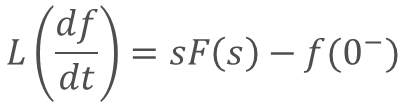 L(df/dt) = sF(s) − f(0⁻)